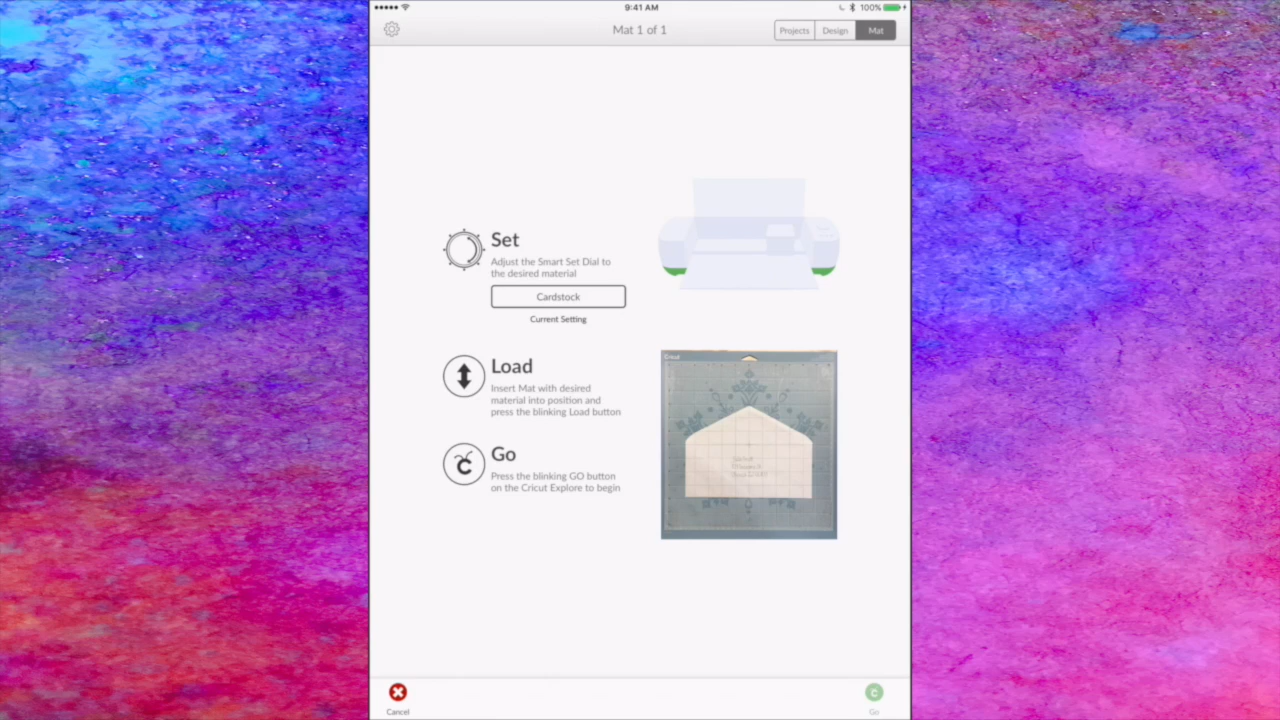 9:41 AM
100%
Mat 1 of 1
Projects
Design
Mat
Set
Adjust the Smart Set Dial to
the desired material
Cardstock
Current Setting
Load
Insert Mat with desired
material into position and
press the blinking Load button
Go
Press the blinking GO button
on the Cricut Explore to begin
Cricut
Cancel
Go